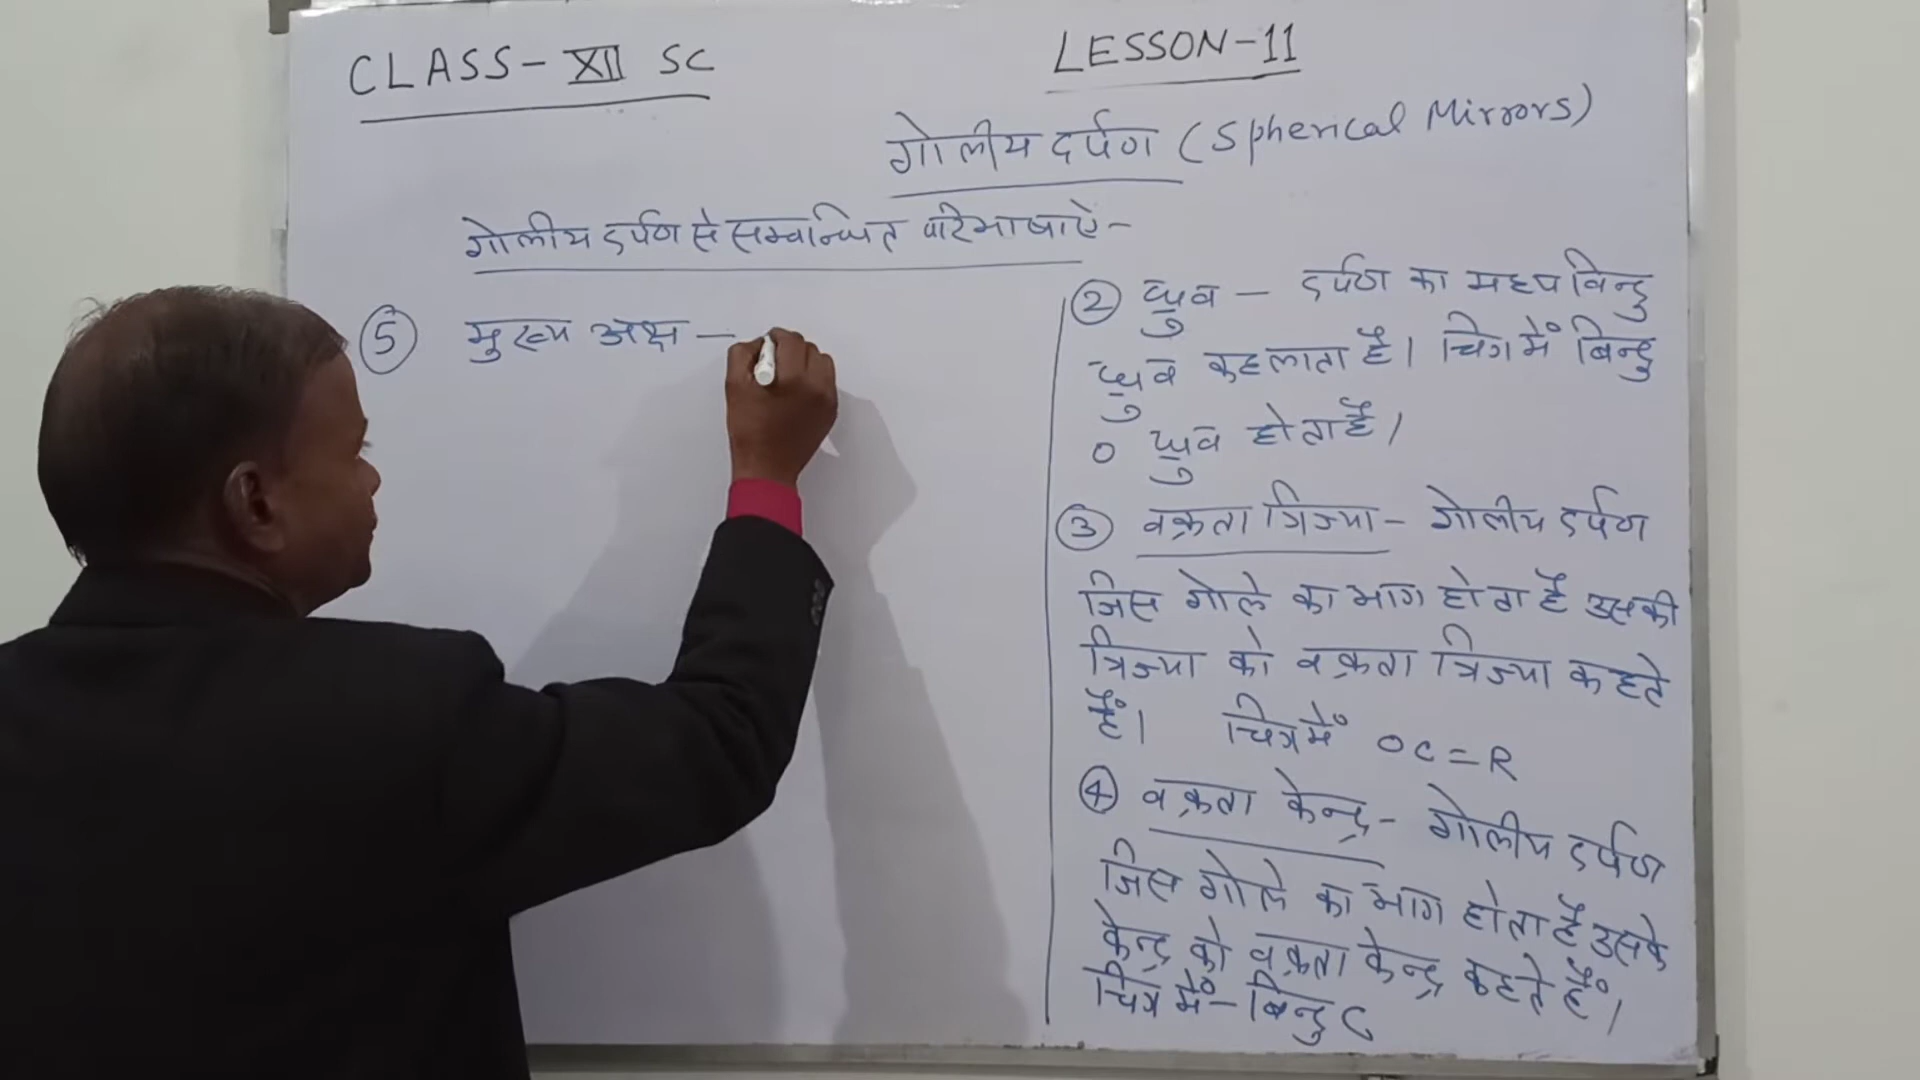 CLASS-XII SC
LESSON-11
गोलीय दर्पण (Spherical Mirrors)
गोलीय दर्पण से सम्बन्धित परिभाषाऐ-
⑤ मुख्य अक्ष —
② ध्रुव — दर्पण का मध्य विन्दु
ध्रुव कहलाता है। चित्र में बिन्दु
O ध्रुव होता है।
③ वक्रता त्रिज्या- गोलीय दर्पण
जिस गोले का भाग होता है उसकी
त्रिज्या को वक्रता त्रिज्या कहते
हैं। चित्र में OC=R
④ वक्रता केन्द्र- गोलीय दर्पण
जिस गोले का भाग होता है उसके
केन्द्र को वक्रता केन्द्र कहते हैं।
चित्र में- बिन्दु C